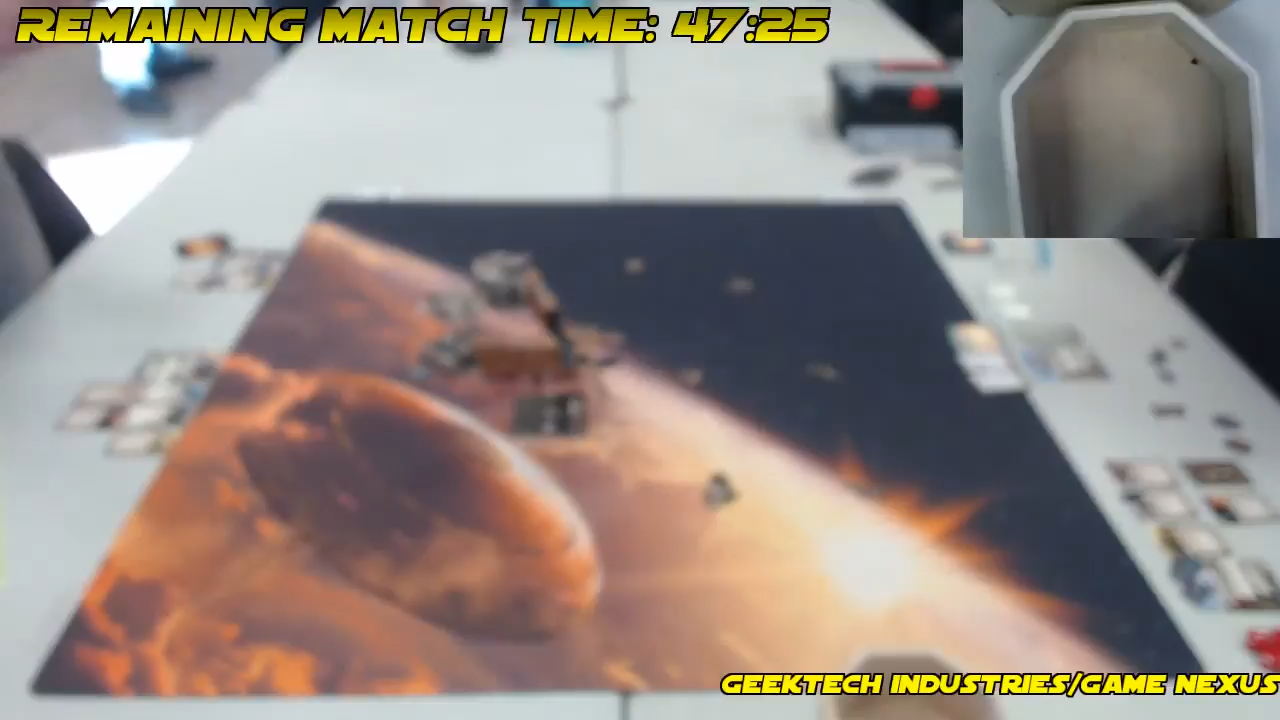 REMAINING MATCH TIME: 47:25
GEEKTECH INDUSTRIES/GAME NEXUS